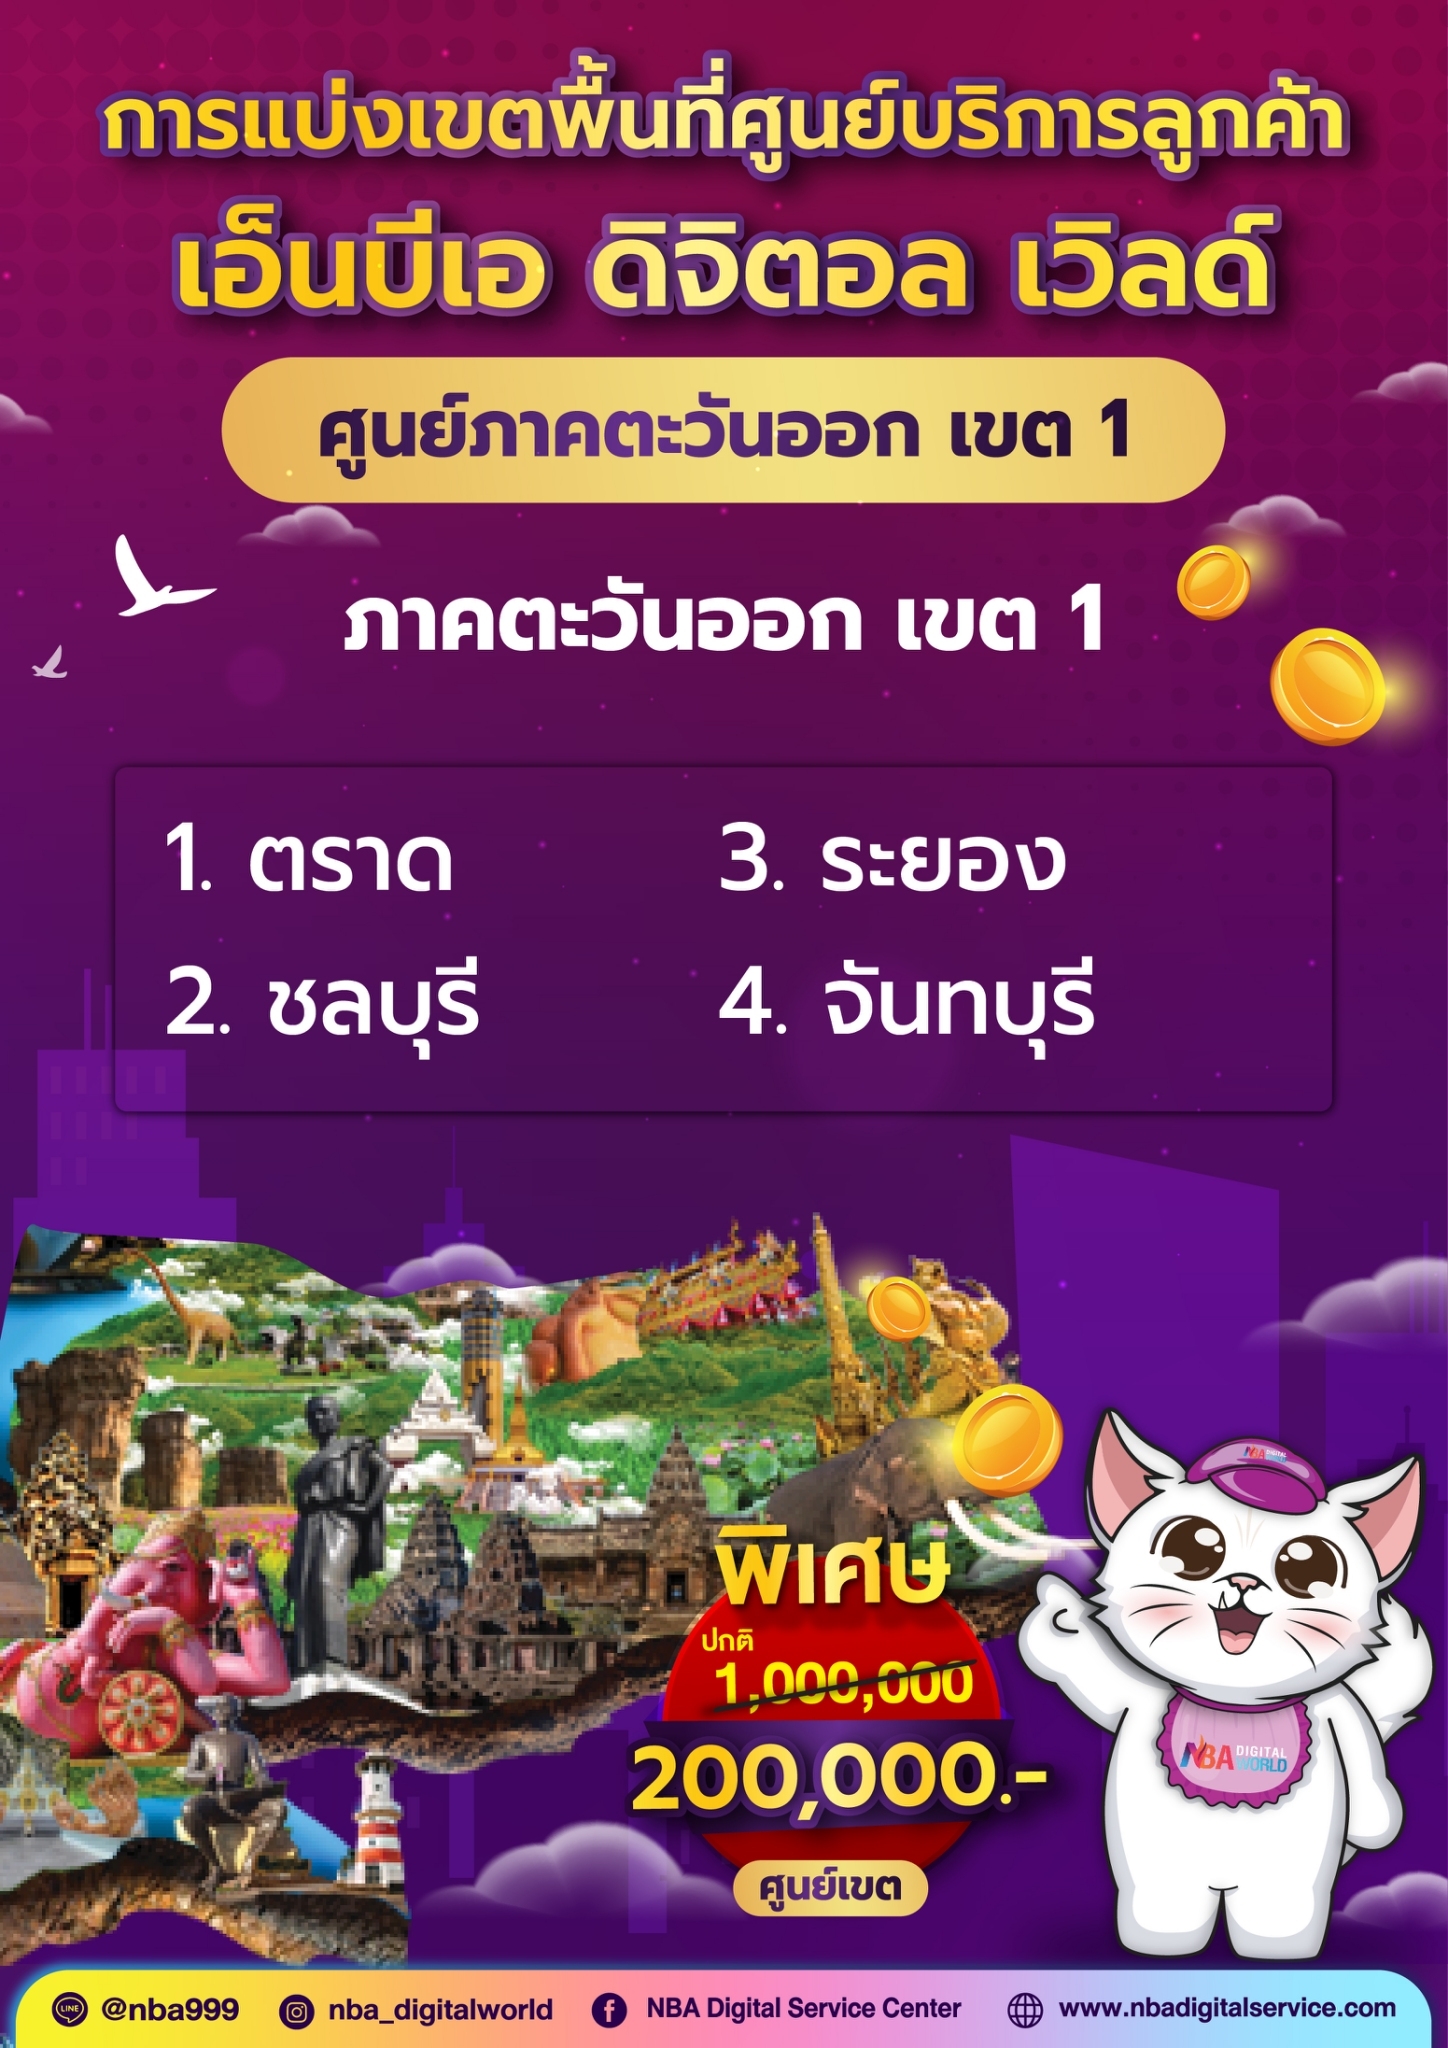 การแบ่งเขตพื้นที่ศูนย์บริการลูกค้า
เอ็นบีเอ ดิจิตอล เวิลด์
ศูนย์ภาคตะวันออก เขต 1
ภาคตะวันออก เขต 1
1. ตราด
2. ชลบุรี
3. ระยอง
4. จันทบุรี
NBA DIGITAL WORLD
พิเศษ
ปกติ
1,000,000
200,000.-
ศูนย์เขต
NBA DIGITAL
WORLD
LINE @nba999 nba_digitalworld NBA Digital Service Center www.nbadigitalservice.com